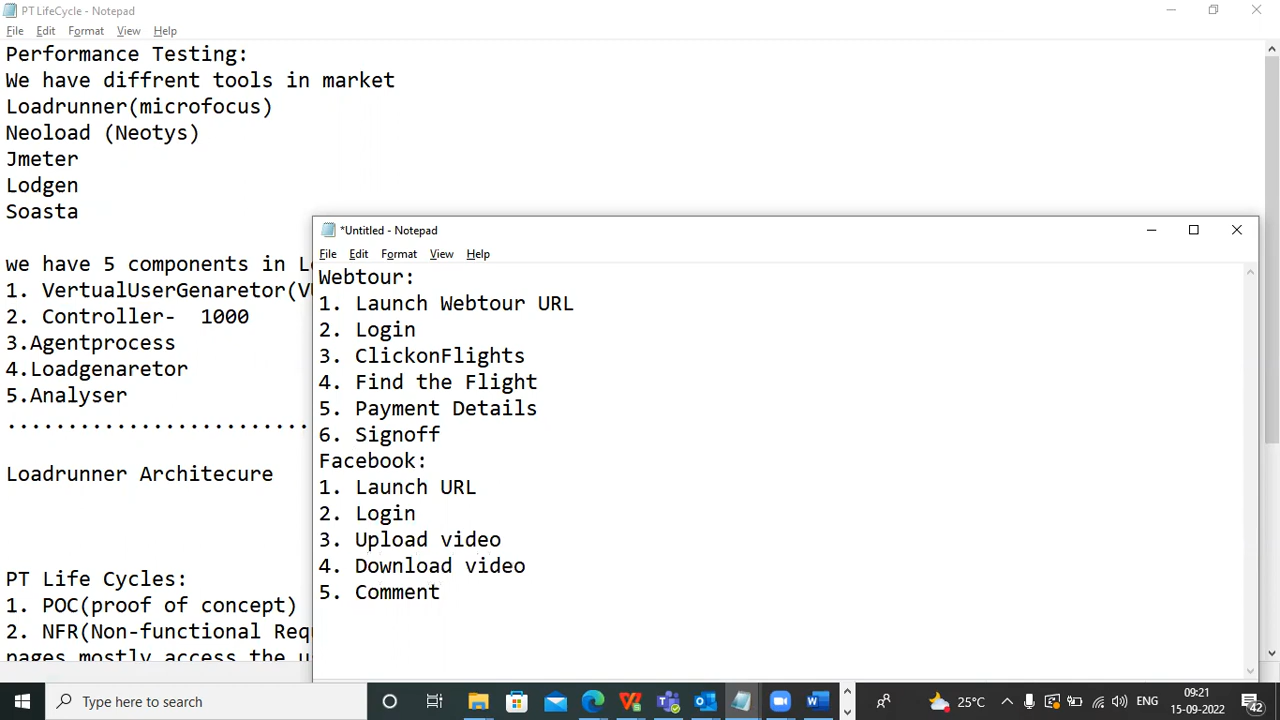 PT LifeCycle - Notepad
File Edit Format View Help
Performance Testing:
We have diffrent tools in market
Loadrunner(microfocus)
Neoload (Neotys)
Jmeter
Lodgen
Soasta
we have 5 components in
1. VertualUserGenaretor(
2. Controller- 1000
3.Agentprocess
4.Loadgenaretor
5.Analyser
.........................
Loadrunner Architecure
PT Life Cycles:
1. POC(proof of concept)
2. NFR(Non-functional
pages mostly access the
*Untitled - Notepad
File Edit Format View Help
Webtour:
1. Launch Webtour URL
2. Login
3. ClickonFlights
4. Find the Flight
5. Payment Details
6. Signoff
Facebook:
1. Launch URL
2. Login
3. Upload video
4. Download video
5. Comment
Type here to search
25°C
ENG
09:21
15-09-2022
42